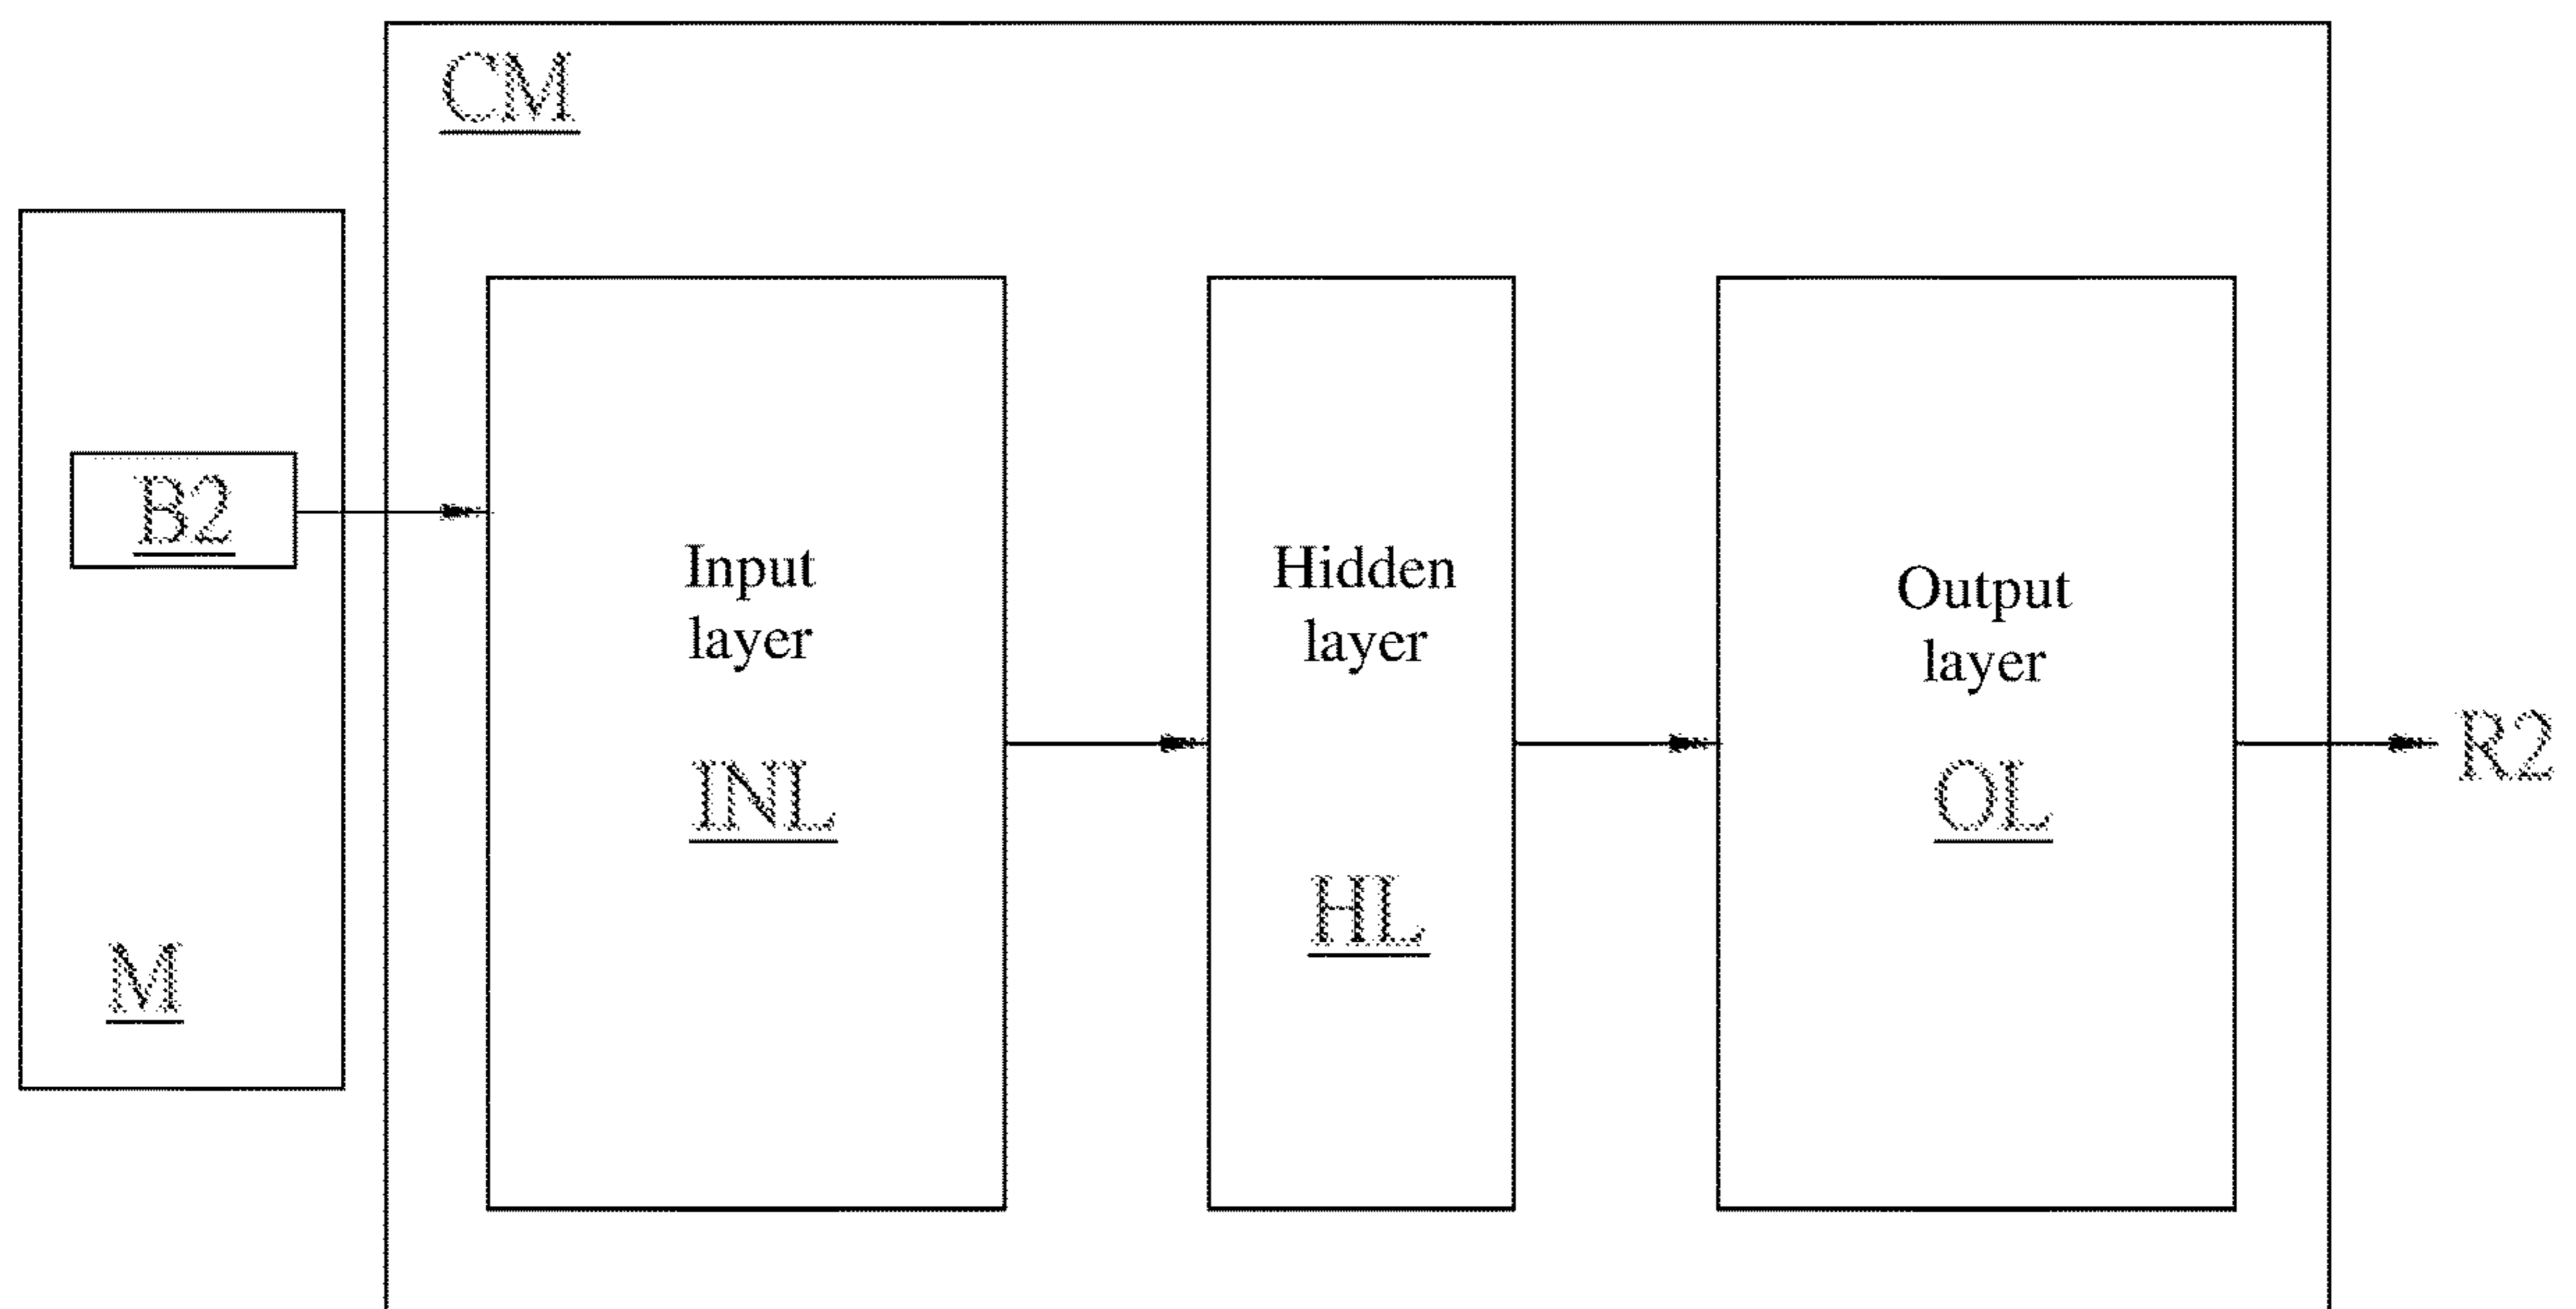 CM
B2
M
Input
layer
INL
Hidden
layer
HL
Output
layer
OL
R2